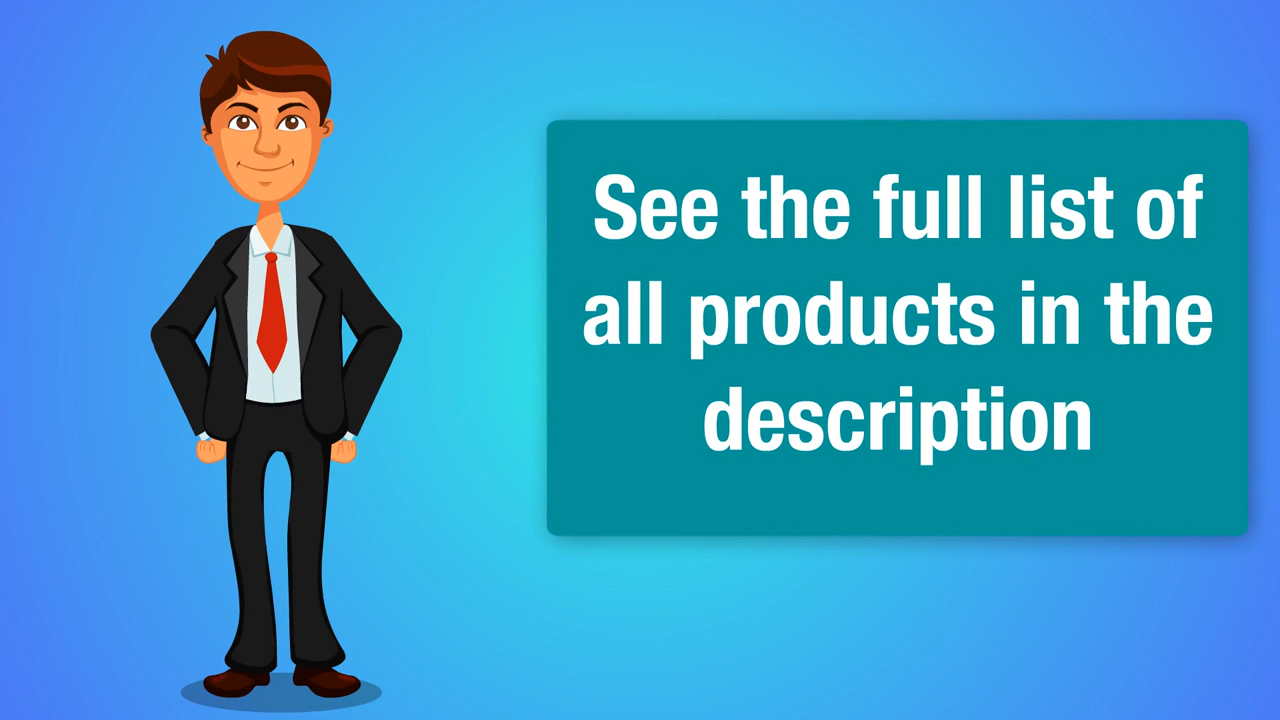 See the full list of
all products in the
description